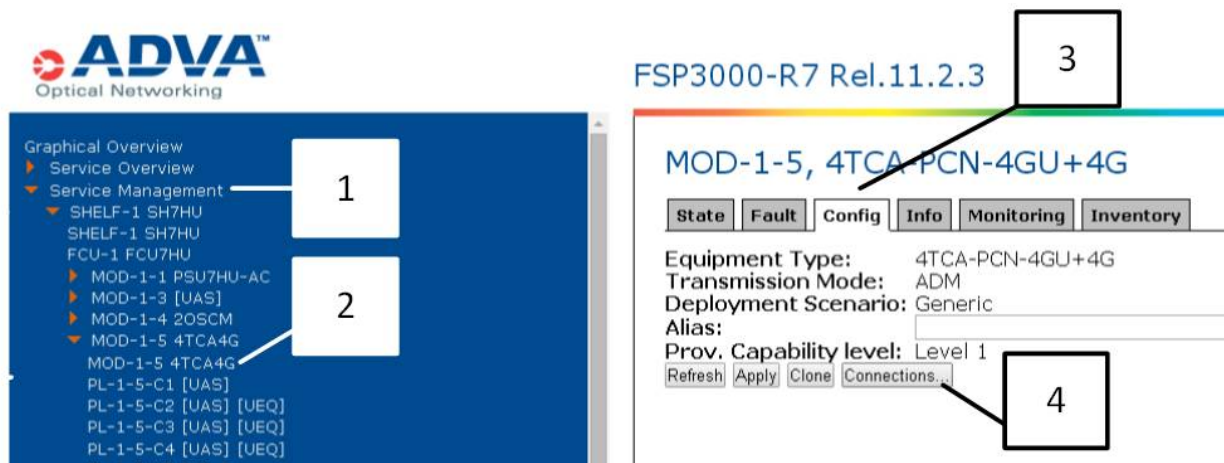 ADVA™
Optical Networking
Graphical Overview
Service Overview
Service Management
SHELF-1 SH7HU
SHELF-1 SH7HU
FCU-1 FCU7HU
MOD-1-1 PSU7HU-AC
MOD-1-3 [UAS]
MOD-1-4 2OSCM
MOD-1-5 4TCA4G
MOD-1-5 4TCA4G
PL-1-5-C1 [UAS]
PL-1-5-C2 [UAS] [UEQ]
PL-1-5-C3 [UAS] [UEQ]
PL-1-5-C4 [UAS] [UEQ]
1
2
FSP3000-R7 Rel.11.2.3
3
MOD-1-5, 4TCA-PCN-4GU+4G
State Fault Config Info Monitoring Inventory
Equipment Type: 4TCA-PCN-4GU+4G
Transmission Mode: ADM
Deployment Scenario: Generic
Alias:
Prov. Capability level: Level 1
Refresh Apply Clone Connections...
4